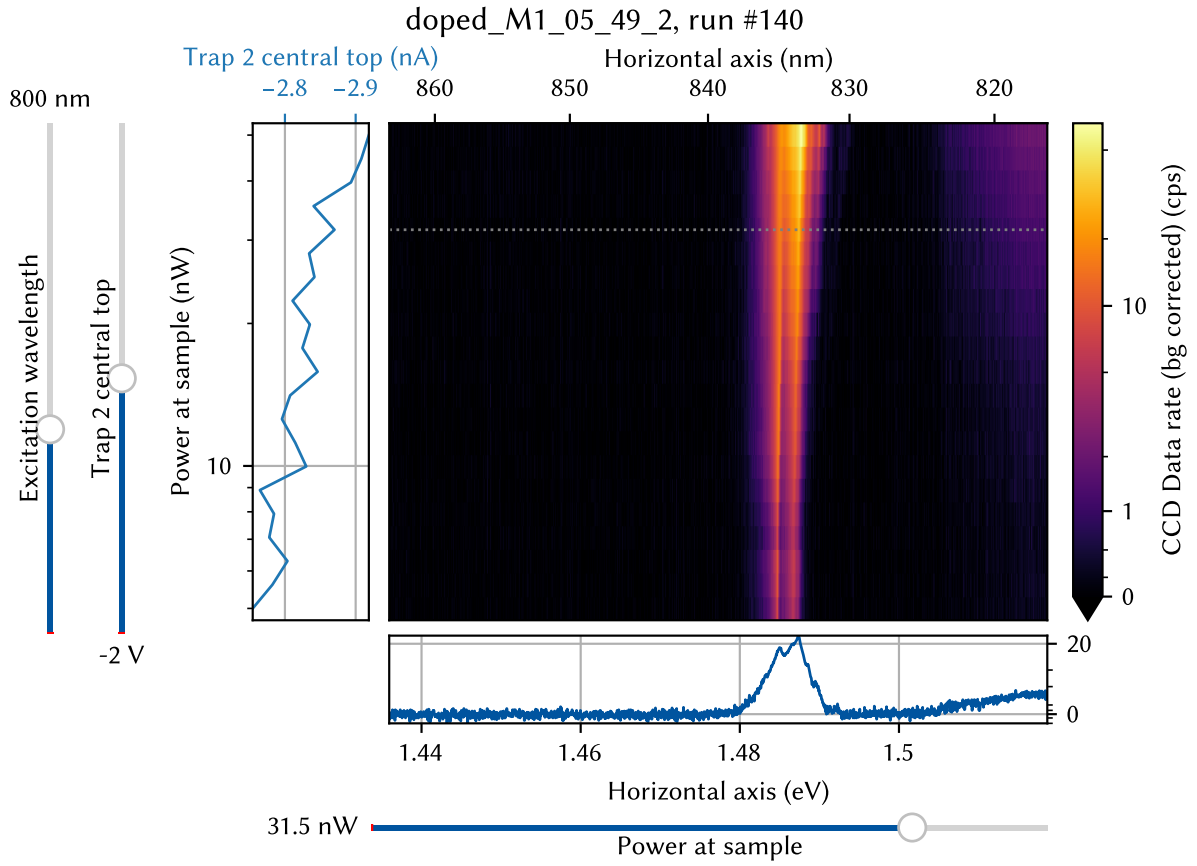 doped_M1_05_49_2, run #140
Trap 2 central top (nA)
Horizontal axis (nm)
−2.8 −2.9
860 850 840 830 820
800 nm
Excitation wavelength
Trap 2 central top
-2 V
Power at sample (nW)
10
10
1
0
CCD Data rate (bg corrected) (cps)
20
0
1.44 1.46 1.48 1.5
Horizontal axis (eV)
31.5 nW
Power at sample